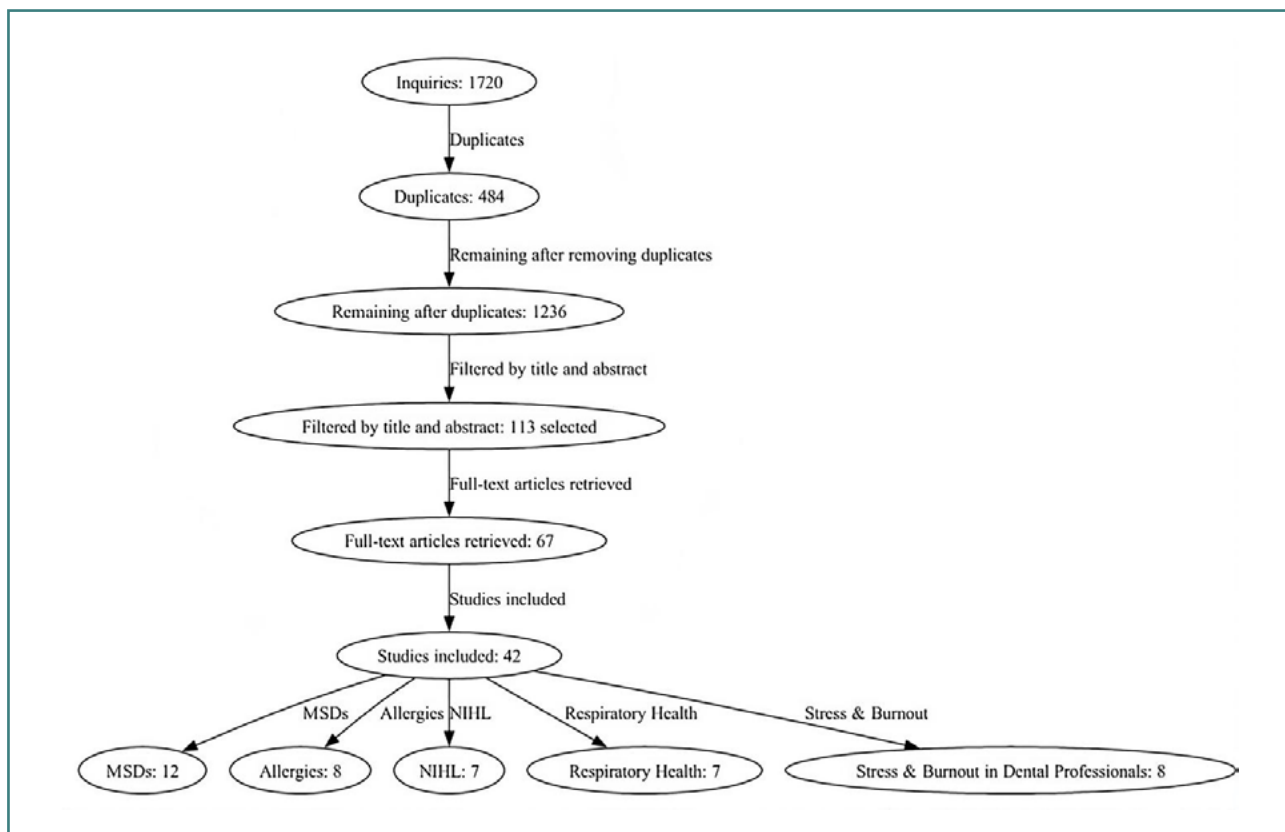 Inquiries: 1720
Duplicates
Duplicates: 484
Remaining after removing duplicates
Remaining after duplicates: 1236
Filtered by title and abstract
Filtered by title and abstract: 113 selected
Full-text articles retrieved
Full-text articles retrieved: 67
Studies included
Studies included: 42
MSDs
Allergies
NIHL
Respiratory Health
Stress & Burnout
MSDs: 12
Allergies: 8
NIHL: 7
Respiratory Health: 7
Stress & Burnout in Dental Professionals: 8